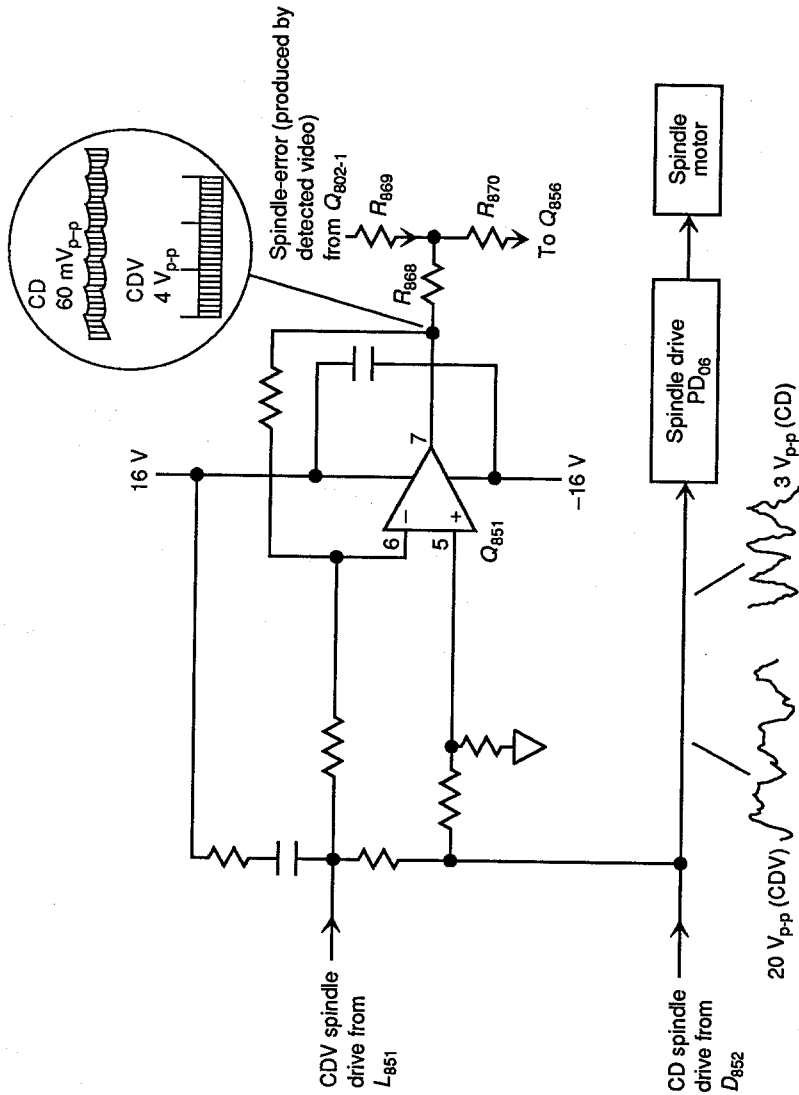 CD
60 mVp-p
CDV
4 Vp-p
Spindle-error (produced by
detected video)
from Q802-1
R869
R868
R870
To Q856
16 V
–16 V
6
–
5
+
7
Q851
CDV spindle
drive from
L851
CD spindle
drive from
D852
Spindle drive
PD06
Spindle
motor
20 Vp-p (CDV)
3 Vp-p (CD)